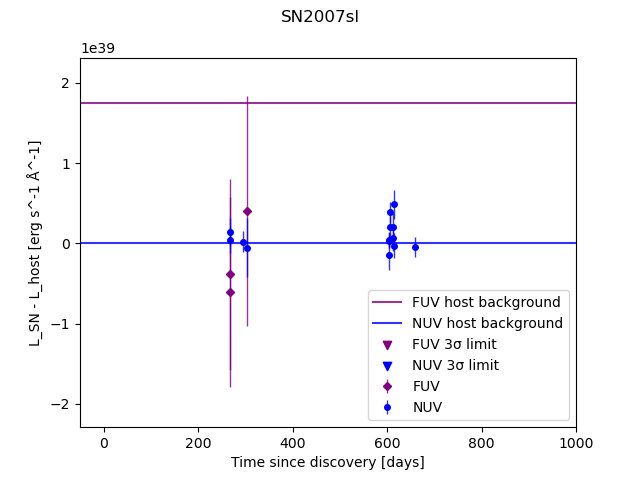 SN2007sl
1e39
2
1
0
−1
−2
L_SN - L_host [erg s^-1 Å^-1]
FUV host background
NUV host background
FUV 3σ limit
NUV 3σ limit
FUV
NUV
0 200 400 600 800 1000
Time since discovery [days]